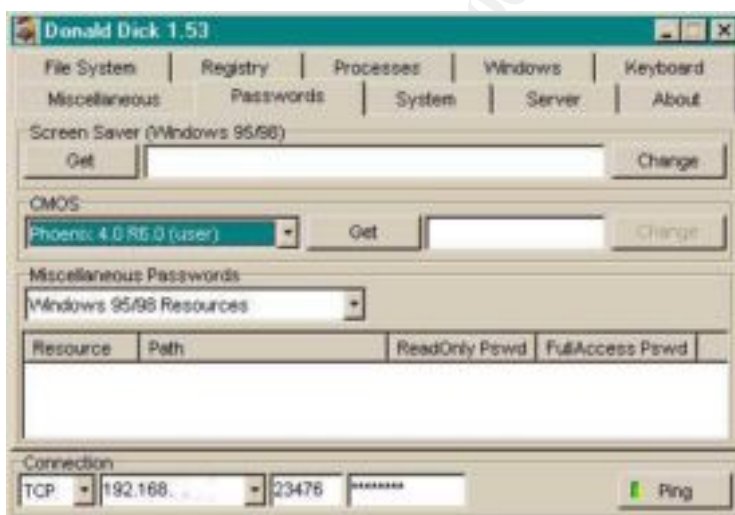 Donald Dick 1.53
File System Registry Processes Windows Keyboard
Miscellaneous Passwords System Server About
Screen Saver (Windows 95/98)
Get Change
CMOS
Phoenix 4.0 R6.0 (user) Get Change
Miscellaneous Passwords
Windows 95/98 Resources
Resource Path ReadOnly Pswd FullAccess Pswd
Connection
TCP 192.168. 23476 ******** Ping